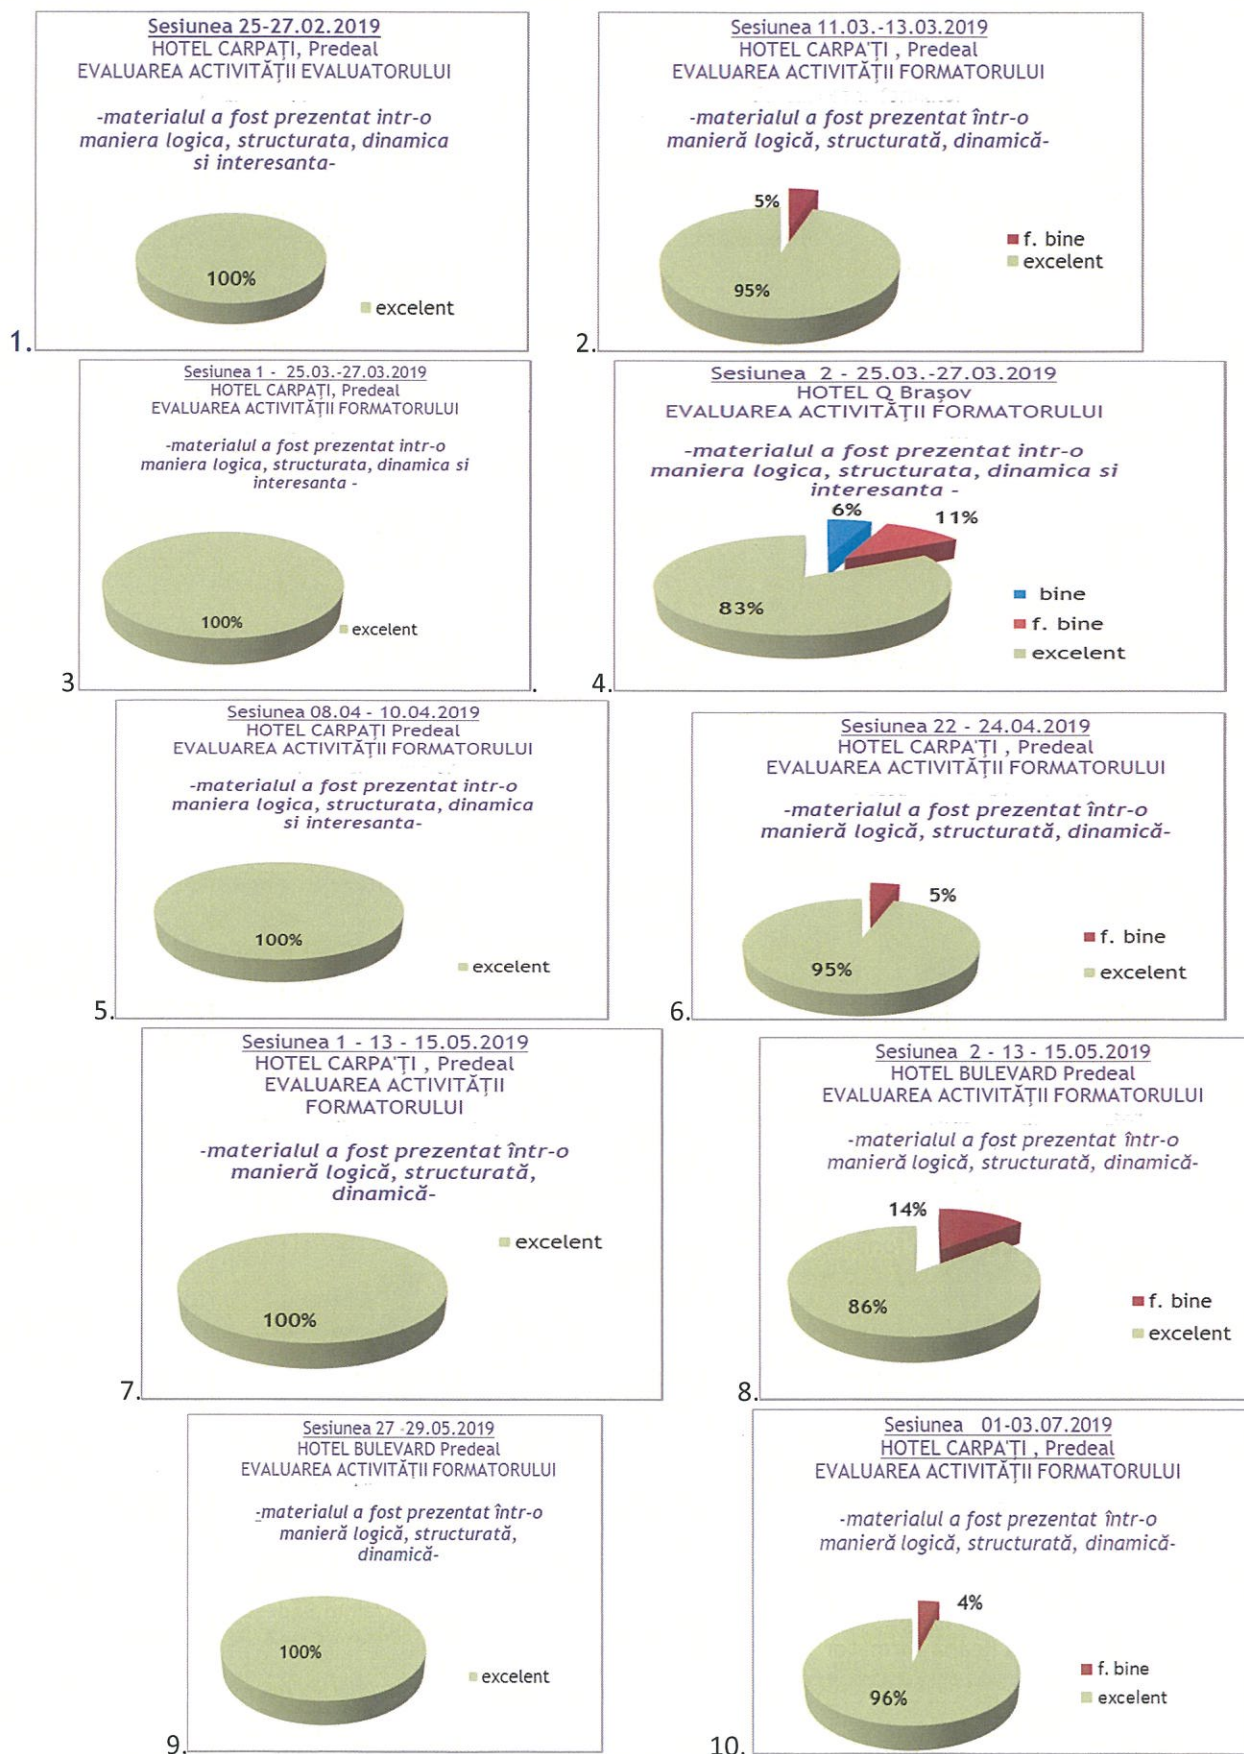 Sesiunea 25-27.02.2019
HOTEL CARPAȚI, Predeal
EVALUAREA ACTIVITĂȚII EVALUATORULUI
-materialul a fost prezentat intr-o
maniera logica, structurata, dinamica
si interesanta-
100%
excelent
1.
Sesiunea 11.03.-13.03.2019
HOTEL CARPA'ȚI , Predeal
EVALUAREA ACTIVITĂȚII FORMATORULUI
-materialul a fost prezentat într-o
manieră logică, structurată, dinamică-
5%
f. bine
excelent
95%
2.
Sesiunea 1 - 25.03.-27.03.2019
HOTEL CARPAȚI, Predeal
EVALUAREA ACTIVITĂȚII FORMATORULUI
-materialul a fost prezentat intr-o
maniera logica, structurata, dinamica si
interesanta -
100%
excelent
3 .
Sesiunea 2 - 25.03.-27.03.2019
HOTEL Q Brașov
EVALUAREA ACTIVITĂȚII FORMATORULUI
-materialul a fost prezentat intr-o
maniera logica, structurata, dinamica si
interesanta -
6%
11%
bine
83%
f. bine
excelent
4.
Sesiunea 08.04 - 10.04.2019
HOTEL CARPAȚI Predeal
EVALUAREA ACTIVITĂȚII FORMATORULUI
-materialul a fost prezentat intr-o
maniera logica, structurata, dinamica
si interesanta-
100%
excelent
5.
Sesiunea 22 - 24.04.2019
HOTEL CARPA'ȚI , Predeal
EVALUAREA ACTIVITĂȚII FORMATORULUI
-materialul a fost prezentat într-o
manieră logică, structurată, dinamică-
5%
f. bine
95%
excelent
6.
Sesiunea 1 - 13 - 15.05.2019
HOTEL CARPA'ȚI , Predeal
EVALUAREA ACTIVITĂȚII
FORMATORULUI
-materialul a fost prezentat într-o
manieră logică, structurată,
dinamică-
excelent
100%
7.
Sesiunea 2 - 13 - 15.05.2019
HOTEL BULEVARD Predeal
EVALUAREA ACTIVITĂȚII FORMATORULUI
-materialul a fost prezentat într-o
manieră logică, structurată, dinamică-
14%
86%
f. bine
excelent
8.
Sesiunea 27 -29.05.2019
HOTEL BULEVARD Predeal
EVALUAREA ACTIVITĂȚII FORMATORULUI
-materialul a fost prezentat într-o
manieră logică, structurată,
dinamică-
100%
excelent
9.
Sesiunea 01-03.07.2019
HOTEL CARPA'ȚI , Predeal
EVALUAREA ACTIVITĂȚII FORMATORULUI
-materialul a fost prezentat într-o
manieră logică, structurată, dinamică-
4%
f. bine
96%
excelent
10.